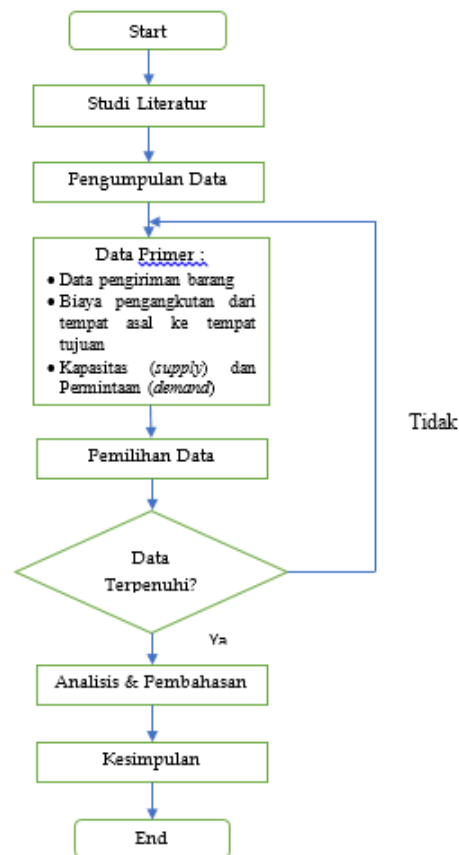 Start
Studi Literatur
Pengumpulan Data
Data Primer :
• Data pengiriman barang
• Biaya pengangkutan dari
tempat asal ke tempat
tujuan
• Kapasitas (supply) dan
Permintaan (demand)
Pemilihan Data
Data
Terpenuhi?
Tidak
Ya
Analisis & Pembahasan
Kesimpulan
End